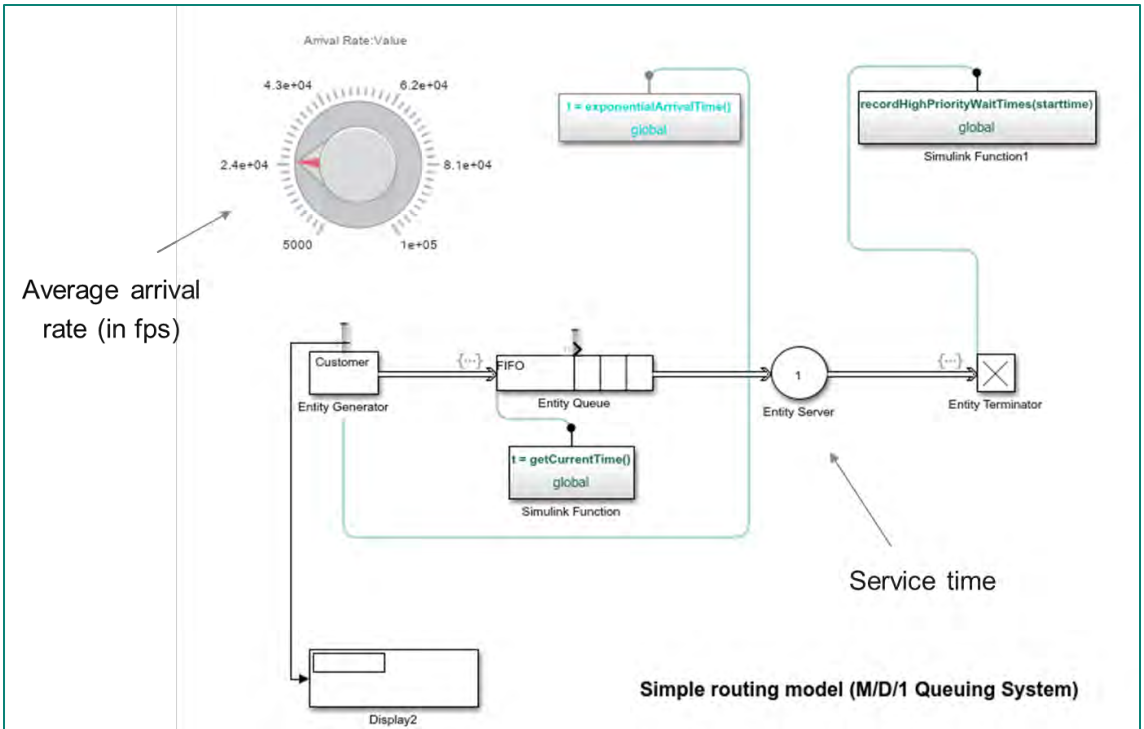 Arrival Rate:Value
4.3e+04
6.2e+04
2.4e+04
8.1e+04
5000
1e+05
Average arrival
rate (in fps)
t = exponentialArrivalTime()
global
recordHighPriorityWaitTimes(starttime)
global
Simulink Function1
Customer
Entity Generator
{...}
FIFO
Entity Queue
1
Entity Server
{...}
Entity Terminator
t = getCurrentTime()
global
Simulink Function
Service time
Display2
Simple routing model (M/D/1 Queuing System)